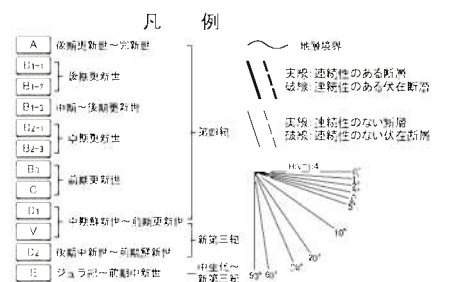 凡 例
A 後期更新世～完新世
B1-1
B1-2
後期更新世
中期～後期更新世
B2-1
中期更新世
前期更新世
C
D1 中期鮮新世～前期更新世
V
D2 後期中新世～前期鮮新世
E ジュラ紀～前期中新世
第四紀
新第三紀
中生代～
新第三紀
地層境界
実線:連続性のある断層
破線:連続性のある伏在断層
実線:連続性のない断層
破線:連続性のない伏在断層
10°
20°
60°
90°